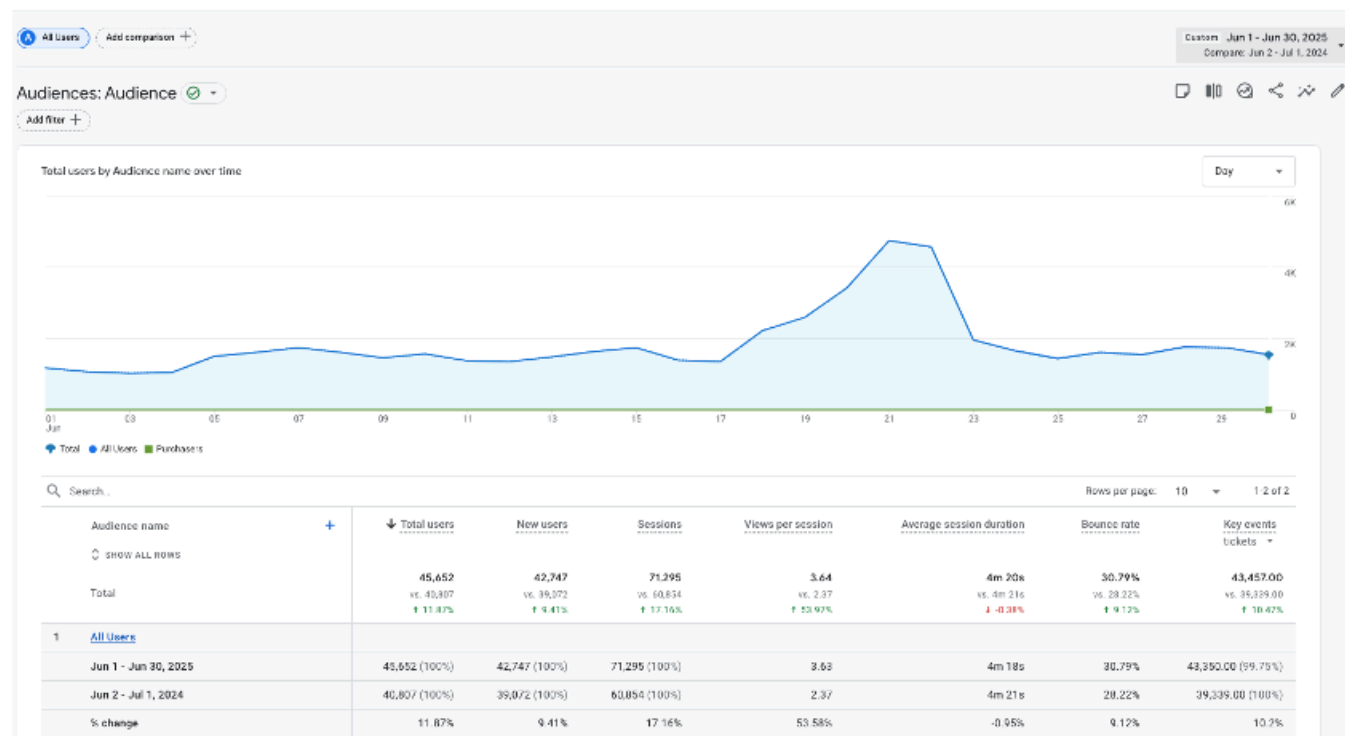 A All Users Add comparison +
Custom Jun 1 - Jun 30, 2025
Compare: Jun 2 - Jul 1, 2024
Audiences: Audience
Add filter +
Total users by Audience name over time
Day
6K
4K
2K
0
01 03 05 07 09 11 13 15 17 19 21 23 25 27 29
Jun
Total All Users Purchasers
Search..
Rows per page: 10 1-2 of 2
Audience name + Total users New users Sessions Views per session Average session duration Bounce rate Key events
tickets
SHOW ALL ROWS
Total 45,652 42,747 71,295 3.64 4m 20s 30.79% 43,457.00
vs. 40,807 vs. 39,072 vs. 60,854 vs. 2.37 vs. 4m 21s vs. 28.22% vs. 39,339.00
↑ 11.87% ↑ 9.41% ↑ 17.16% ↑ 53.97% ↓ -0.38% ↑ 9.12% ↑ 10.47%
1 All Users
Jun 1 - Jun 30, 2025 45,652 (100%) 42,747 (100%) 71,295 (100%) 3.63 4m 18s 30.79% 43,350.00 (99.75%)
Jun 2 - Jul 1, 2024 40,807 (100%) 39,072 (100%) 60,854 (100%) 2.37 4m 21s 28.22% 39,339.00 (100%)
% change 11.87% 9.41% 17.16% 53.58% -0.95% 9.12% 10.2%